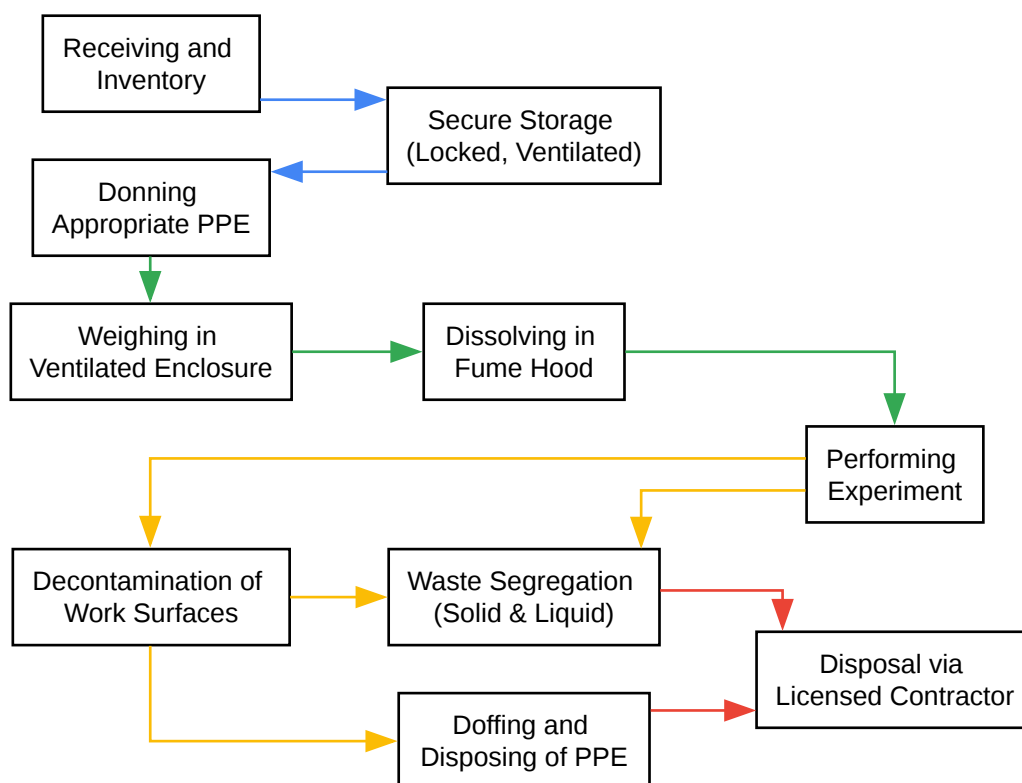 Receiving and
Inventory
Secure Storage
(Locked, Ventilated)
Donning
Appropriate PPE
Weighing in
Ventilated Enclosure
Dissolving in
Fume Hood
Performing
Experiment
Decontamination of
Work Surfaces
Waste Segregation
(Solid & Liquid)
Disposal via
Licensed Contractor
Doffing and
Disposing of PPE